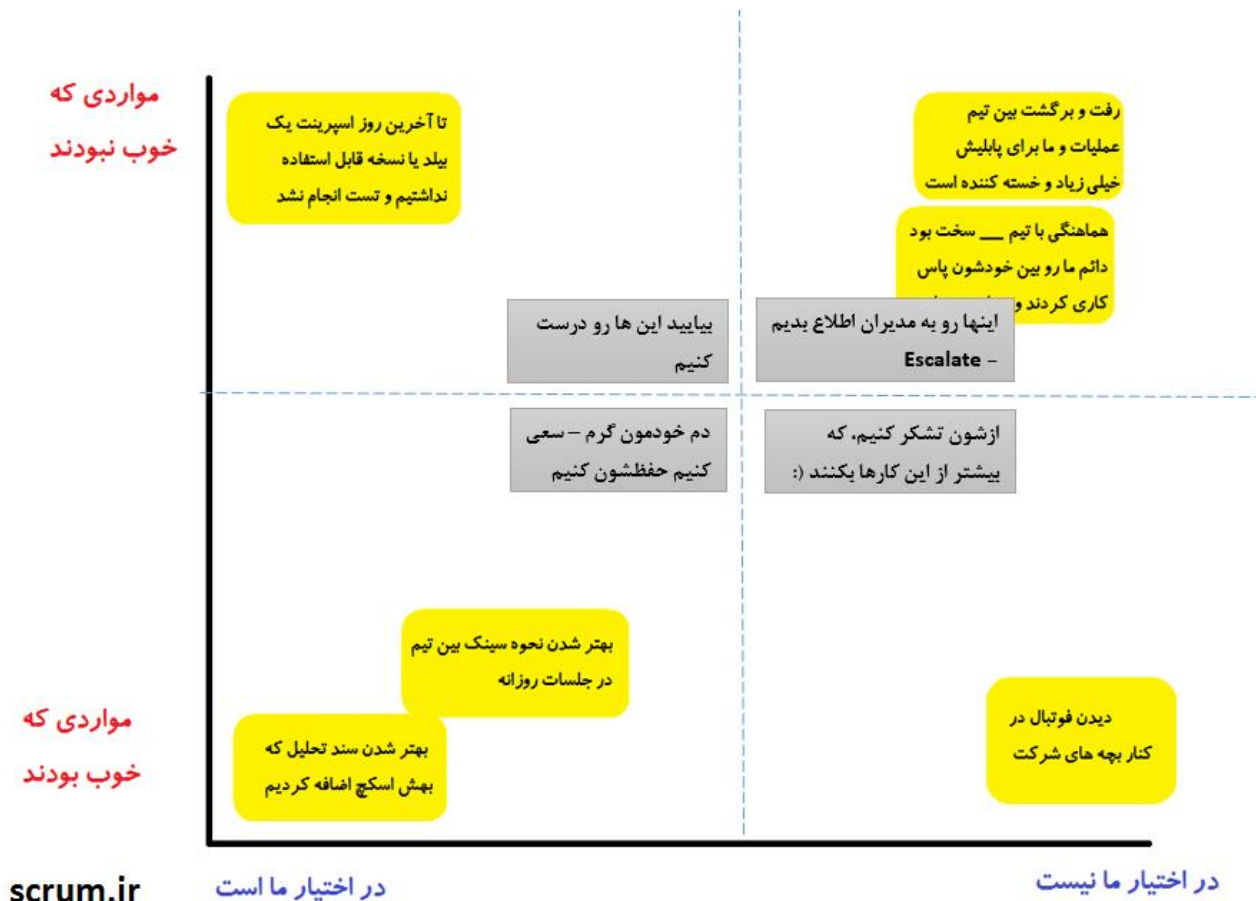 مواردی که
خوب نبودند
تا آخرین روز اسپرینت یک
بیلد یا نسخه قابل استفاده
نداشتیم و تست انجام نشد
رفت و برگشت بین تیم
عملیات و ما برای پابلیش
خیلی زیاد و خسته کننده است
هماهنگی با تیم __ سخت بود
دائم ما رو بین خودشون پاس
کاری کردند و
بیایید این ها رو درست
کنیم
اینها رو به مدیران اطلاع بدیم
– Escalate
دم خودمون گرم – سعی
کنیم حفظشون کنیم
ازشون تشکر کنیم، که
بیشتر از این کارها بکنند (:
بهتر شدن نحوه سینک بین تیم
در جلسات روزانه
بهتر شدن سند تحلیل که
بهش اسکچ اضافه کردیم
دیدن فوتبال در
کنار بچه های شرکت
مواردی که
خوب بودند
در اختیار ما است
در اختیار ما نیست
scrum.ir